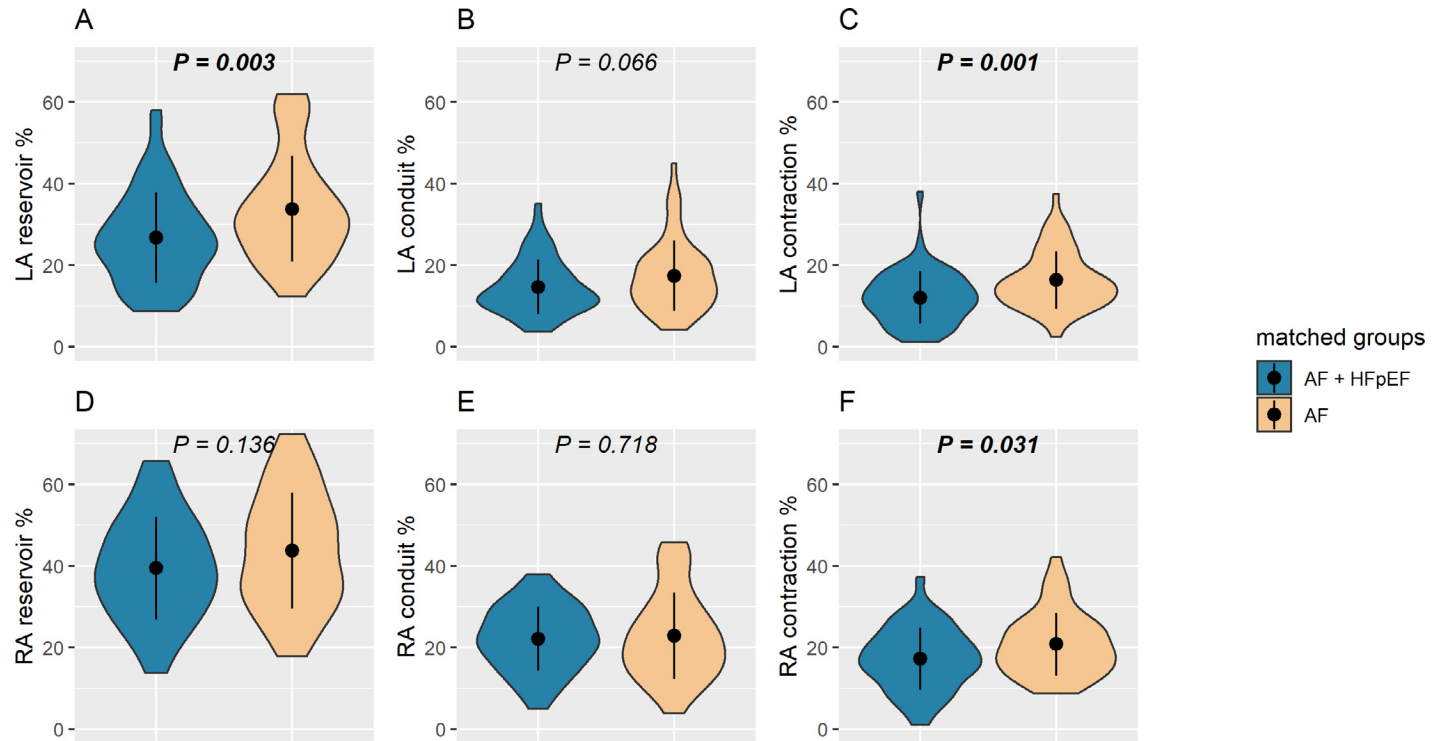 A
P = 0.003
LA reservoir %
60
40
20
0
B
P = 0.066
LA conduit %
60
40
20
0
C
P = 0.001
LA contraction %
60
40
20
0
matched groups
AF + HFpEF
AF
D
P = 0.136
RA reservoir %
60
40
20
0
E
P = 0.718
RA conduit %
60
40
20
0
F
P = 0.031
RA contraction %
60
40
20
0